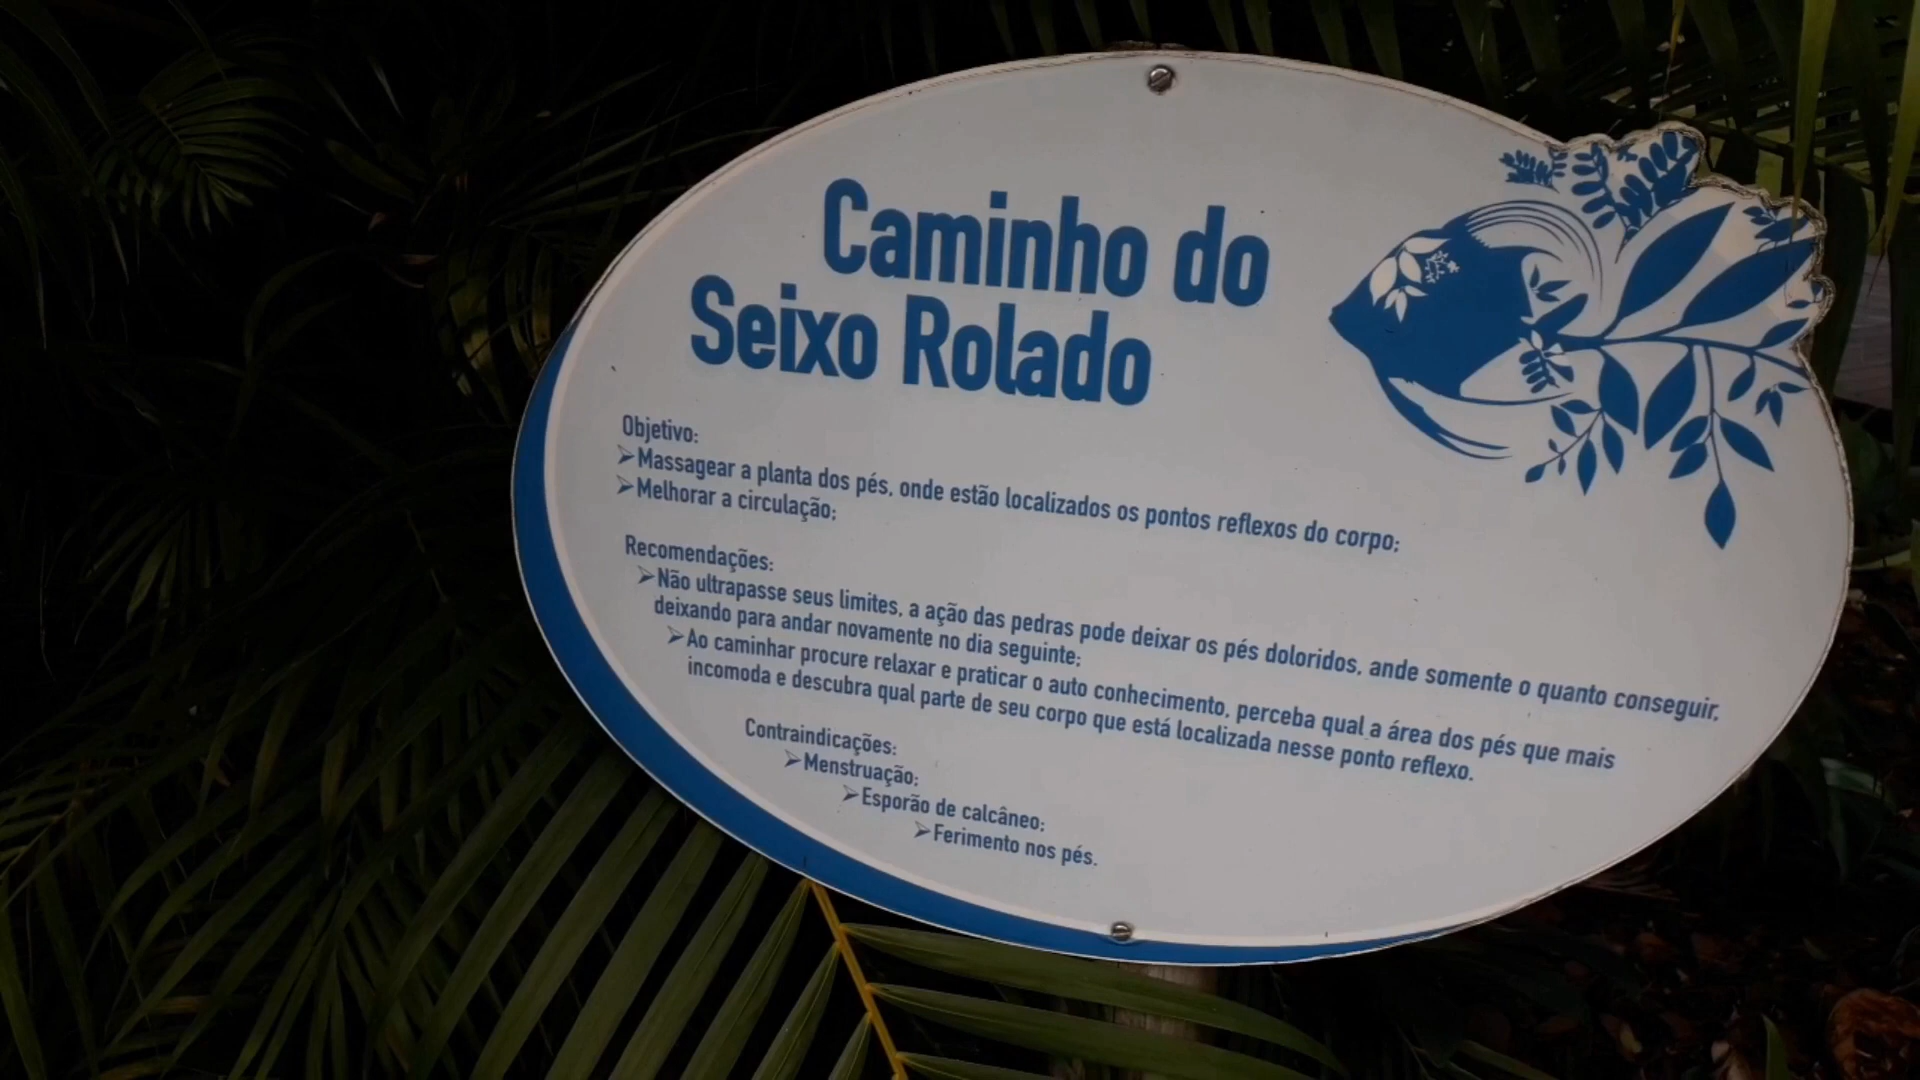 Caminho do
Seixo Rolado
Objetivo:
➢Massagear a planta dos pés, onde estão localizados os pontos reflexos do corpo;
➢Melhorar a circulação;
Recomendações:
➢Não ultrapasse seus limites, a ação das pedras pode deixar os pés doloridos, ande somente o quanto conseguir,
deixando para andar novamente no dia seguinte;
➢Ao caminhar procure relaxar e praticar o auto conhecimento, perceba qual a área dos pés que mais
incomoda e descubra qual parte de seu corpo que está localizada nesse ponto reflexo.
Contraindicações:
➢Menstruação;
➢Esporão de calcâneo;
➢Ferimento nos pés.